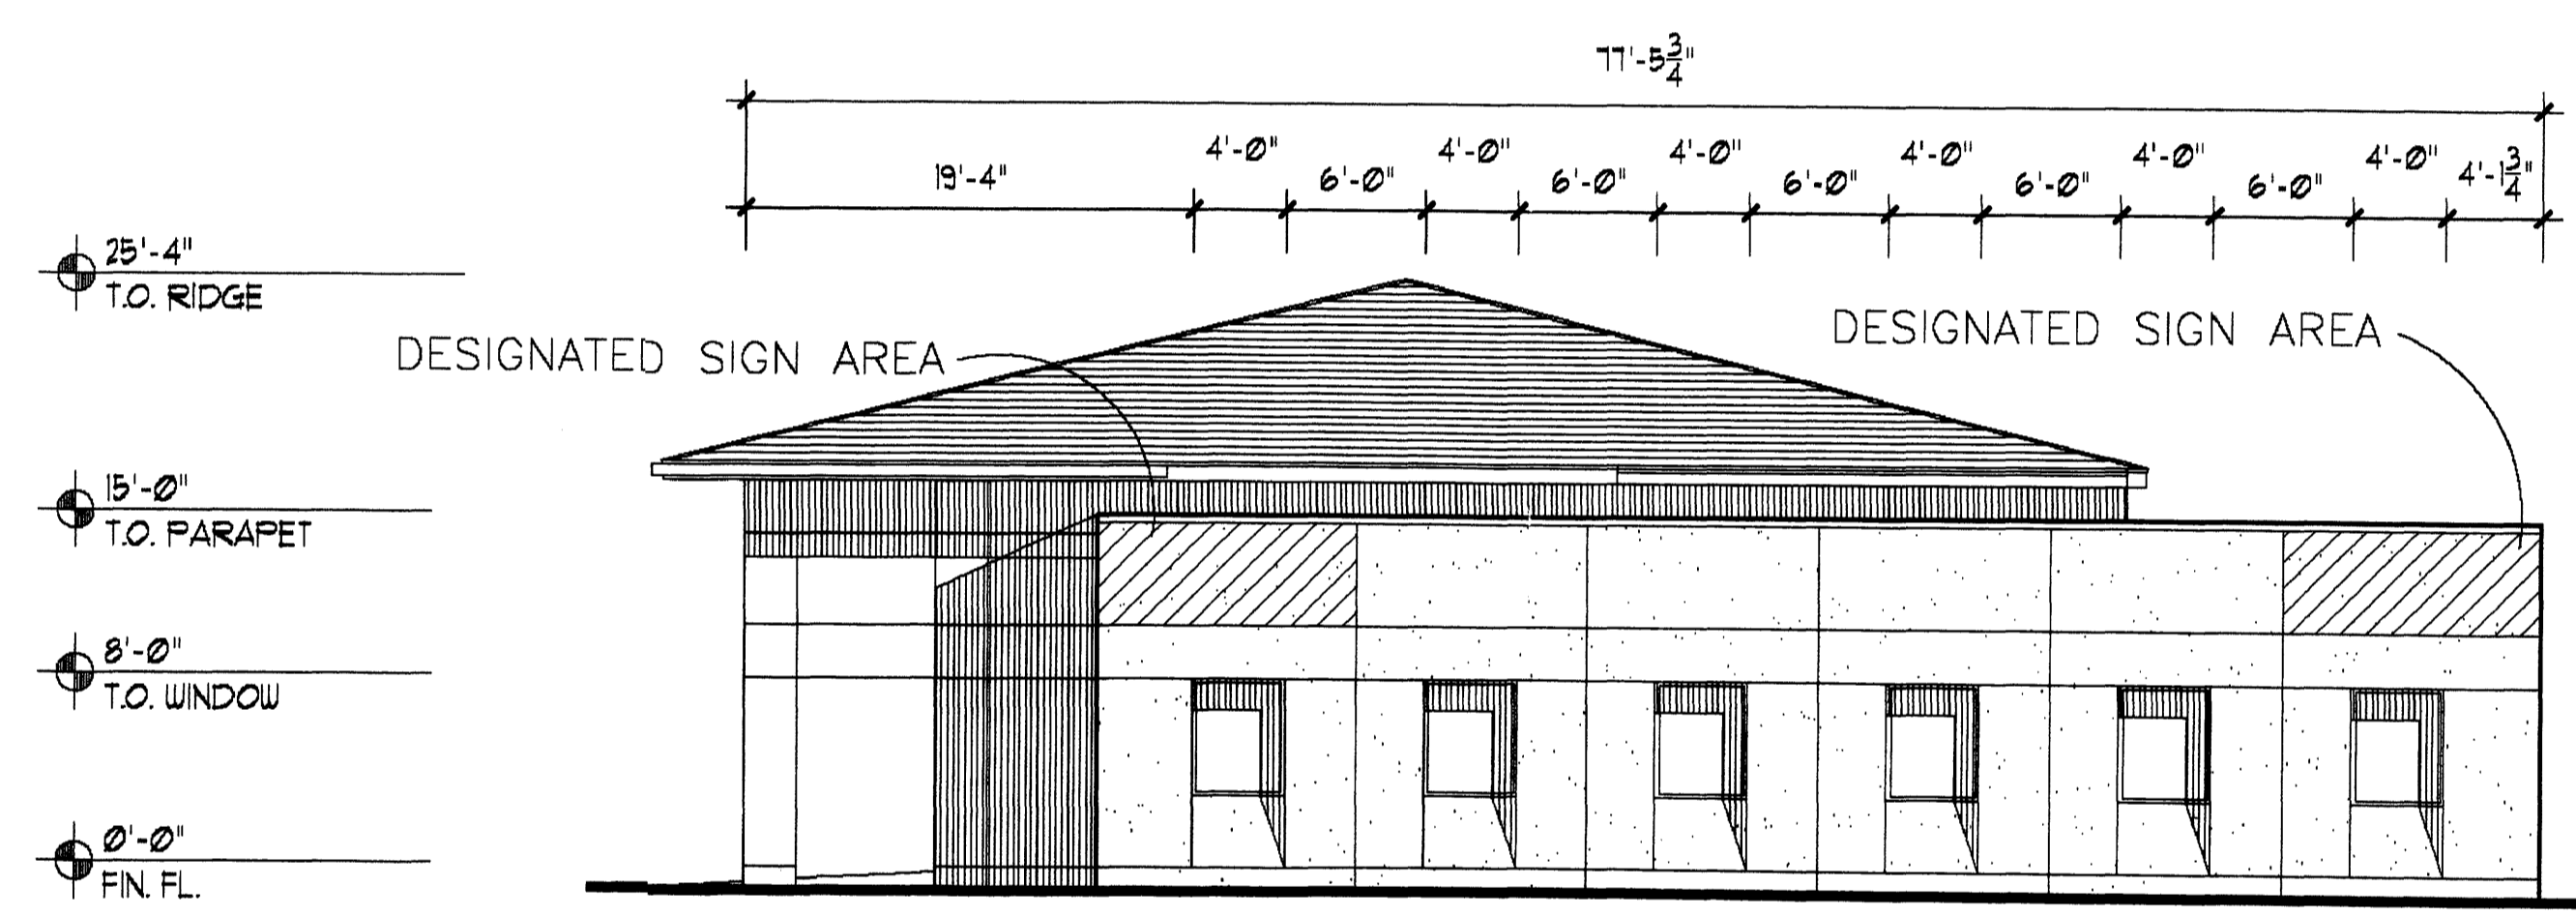 77'-5 3/4"
4'-0" 4'-0" 4'-0" 4'-0" 4'-0" 4'-0"
19'-4" 6'-0" 6'-0" 6'-0" 6'-0" 6'-0" 4'-1 3/4"
25'-4"
T.O. RIDGE
DESIGNATED SIGN AREA
DESIGNATED SIGN AREA
15'-0"
T.O. PARAPET
8'-0"
T.O. WINDOW
0'-0"
FIN. FL.